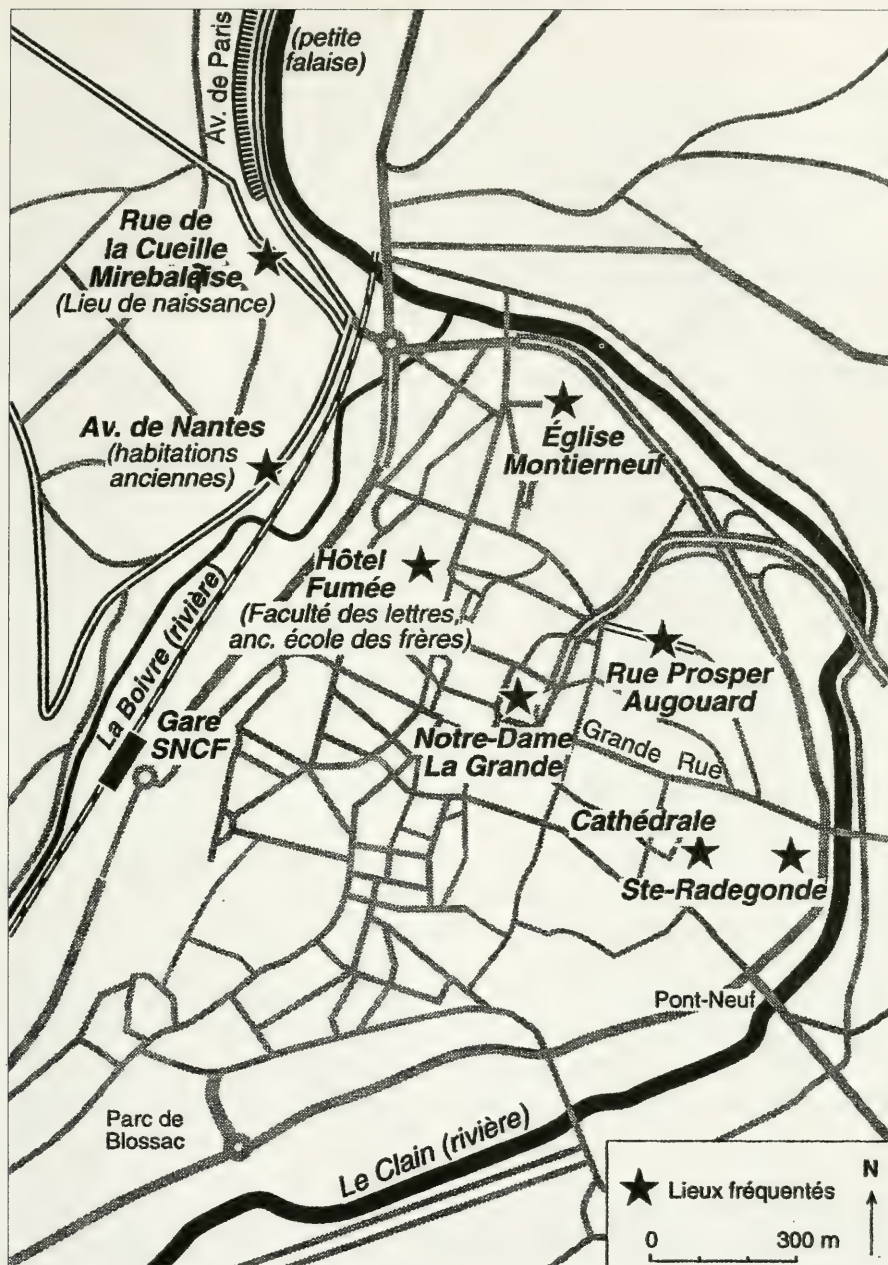 Av. de Paris
(petite
falaise)
Rue de
la Cueille
Mirebalaise
(Lieu de naissance)
Av. de Nantes
(habitations
anciennes)
Église
Montierneuf
Hôtel
Fumée
(Faculté des lettres,
anc. école des frères)
La Boivre (rivière)
Gare
SNCF
Rue Prosper
Augouard
Notre-Dame
La Grande
Grande Rue
Cathédrale
Ste-Radegonde
Pont-Neuf
Parc de
Blossac
Le Clain (rivière)
Lieux fréquentés
N
0 300 m